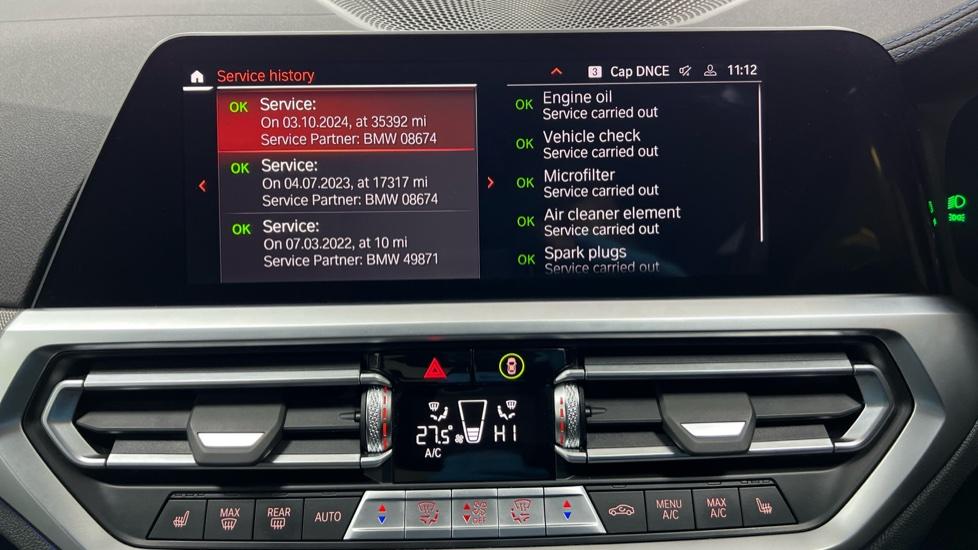 Service history
3 Cap DNCE 11:12
OK Service:
On 03.10.2024, at 35392 mi
Service Partner: BMW 08674
OK Service:
On 04.07.2023, at 17317 mi
Service Partner: BMW 08674
OK Service:
On 07.03.2022, at 10 mi
Service Partner: BMW 49871
OK Engine oil
Service carried out
OK Vehicle check
Service carried out
OK Microfilter
Service carried out
OK Air cleaner element
Service carried out
OK Spark plugs
Service carried out
27.5° HI
A/C
MAX
REAR
AUTO
OFF
MENU
A/C
MAX
A/C